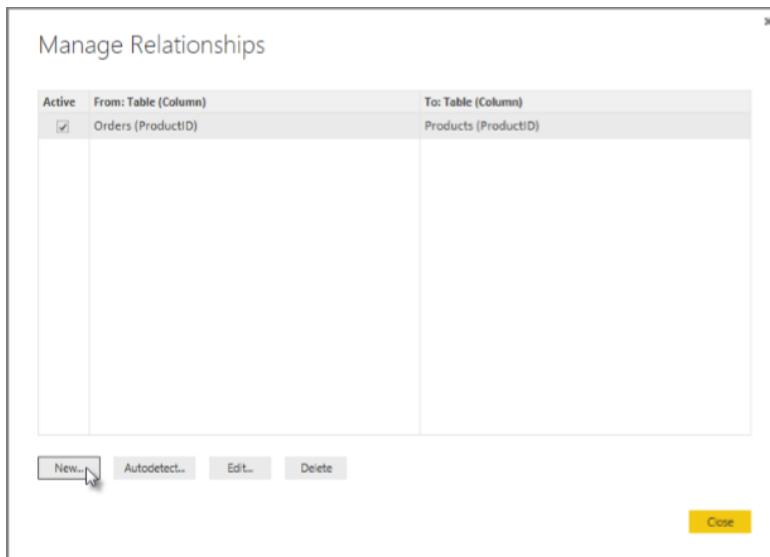 Manage Relationships
Active From: Table (Column) To: Table (Column)
Orders (ProductID) Products (ProductID)
New... Autodetect... Edit... Delete
Close